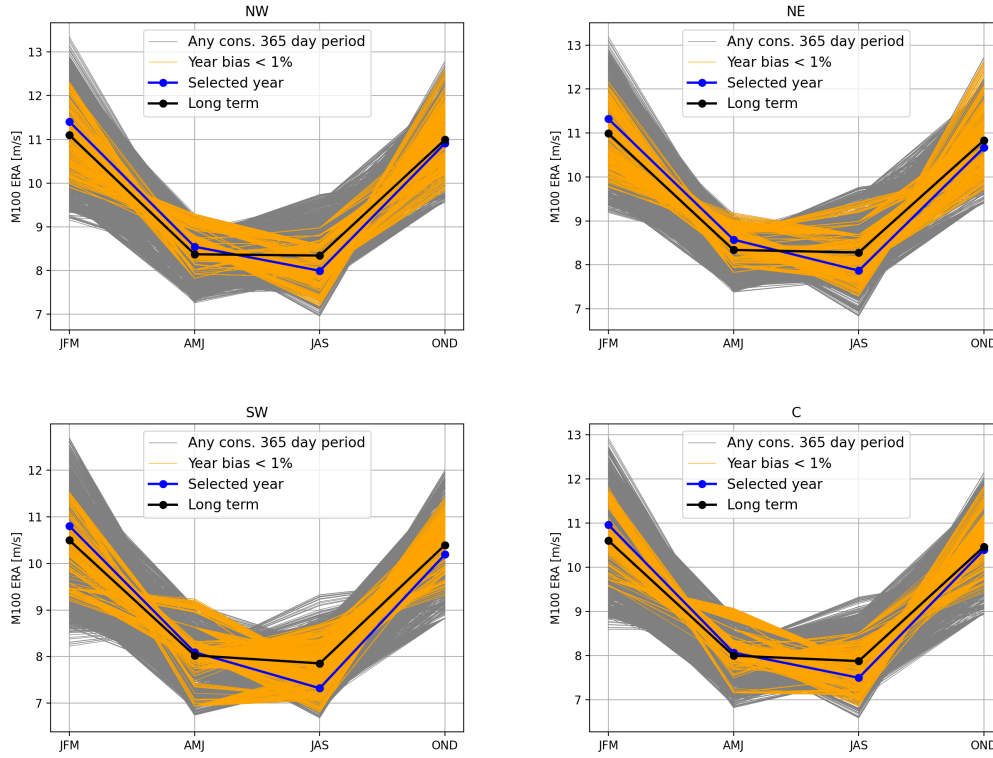 NW
M100 ERA [m/s]
13
12
11
10
9
8
7
Any cons. 365 day period
Year bias < 1%
Selected year
Long term
JFM
AMJ
JAS
OND
NE
M100 ERA [m/s]
13
12
11
10
9
8
7
Any cons. 365 day period
Year bias < 1%
Selected year
Long term
JFM
AMJ
JAS
OND
SW
M100 ERA [m/s]
12
11
10
9
8
7
Any cons. 365 day period
Year bias < 1%
Selected year
Long term
JFM
AMJ
JAS
OND
C
M100 ERA [m/s]
13
12
11
10
9
8
7
Any cons. 365 day period
Year bias < 1%
Selected year
Long term
JFM
AMJ
JAS
OND